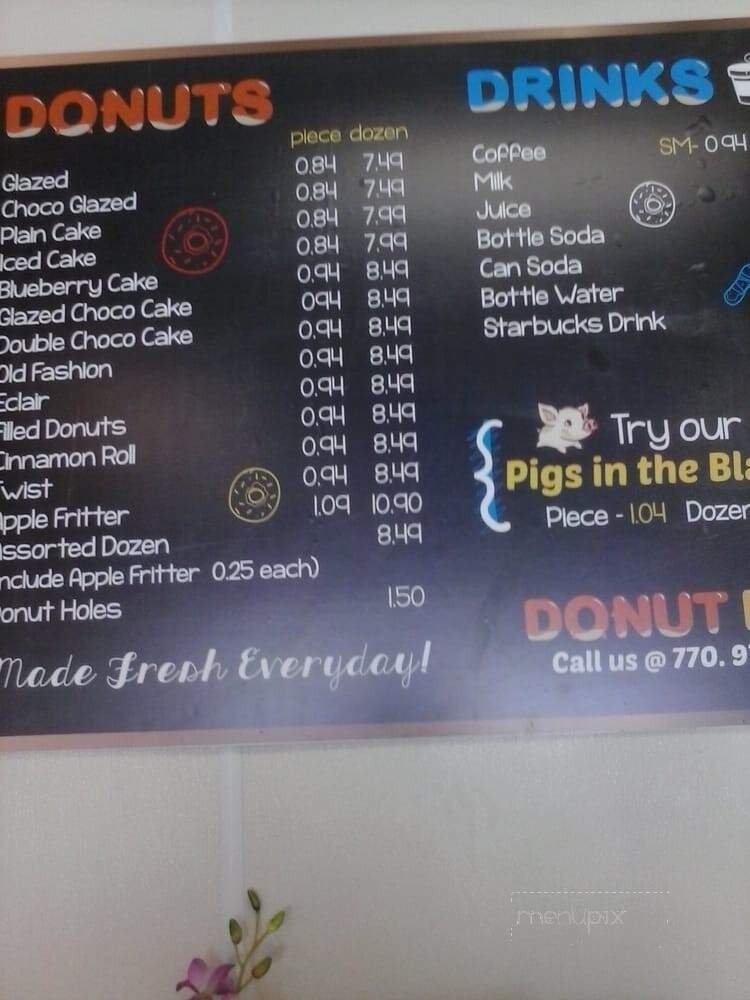 DONUTS
piece dozen
Glazed 0.84 7.49
Choco Glazed 0.84 7.49
Plain Cake 0.84 7.99
Iced Cake 0.84 7.99
Blueberry Cake 0.94 8.49
Glazed Choco Cake 094 8.49
Double Choco Cake 0.94 8.49
Old Fashion 0.94 8.49
Eclair 0.94 8.49
Filled Donuts 0.94 8.49
Cinnamon Roll 0.94 8.49
Twist 0.94 8.49
Apple Fritter 1.09 10.90
Assorted Dozen 8.49
include Apple Fritter 0.25 each)
Donut Holes 1.50
Made Fresh Everyday!
DRINKS
Coffee SM- 0 94
Milk
Juice
Bottle Soda
Can Soda
Bottle Water
Starbucks Drink
Try our
Pigs in the Bla
Piece - 1.04 Dozen
DONUT
Call us @ 770. 97
menupix